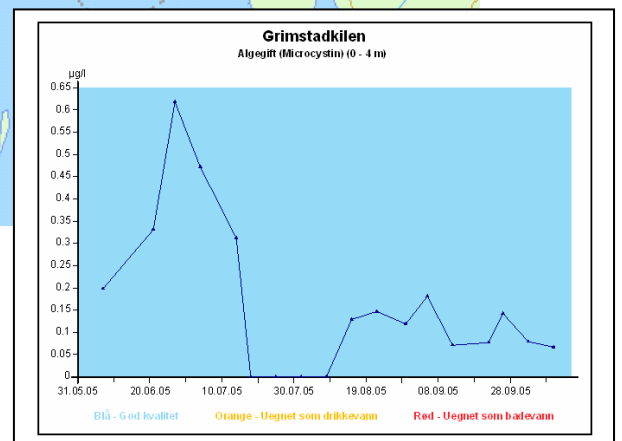 Grimstadkilen
Algegift (Microcystin) (0 - 4 m)
µg/l
0.65
0.6
0.55
0.5
0.45
0.4
0.35
0.3
0.25
0.2
0.15
0.1
0.05
0
31.05.05 20.06.05 10.07.05 30.07.05 19.08.05 08.09.05 28.09.05
Blå - God kvalitet Orange - Uegnet som drikkevann Rød - Uegnet som badevann